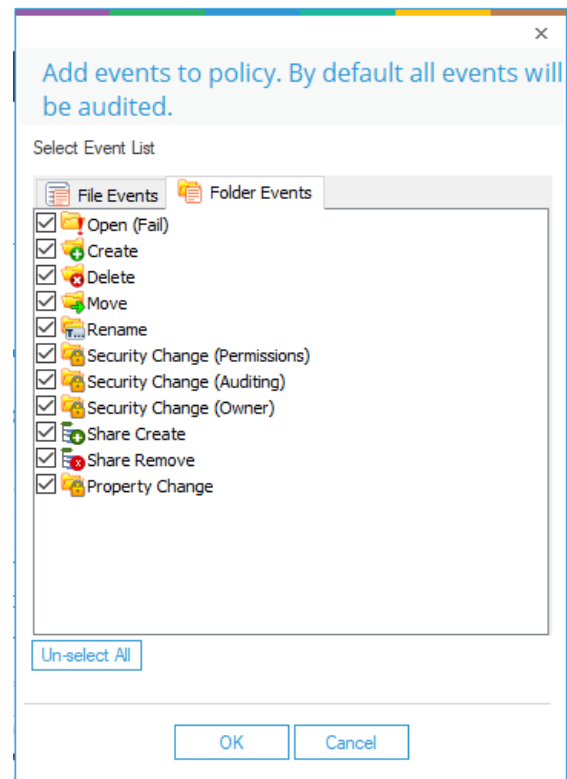 Add events to policy. By default all events will
be audited.
Select Event List
File Events
Folder Events
Open (Fail)
Create
Delete
Move
Rename
Security Change (Permissions)
Security Change (Auditing)
Security Change (Owner)
Share Create
Share Remove
Property Change
Un-select All
OK
Cancel